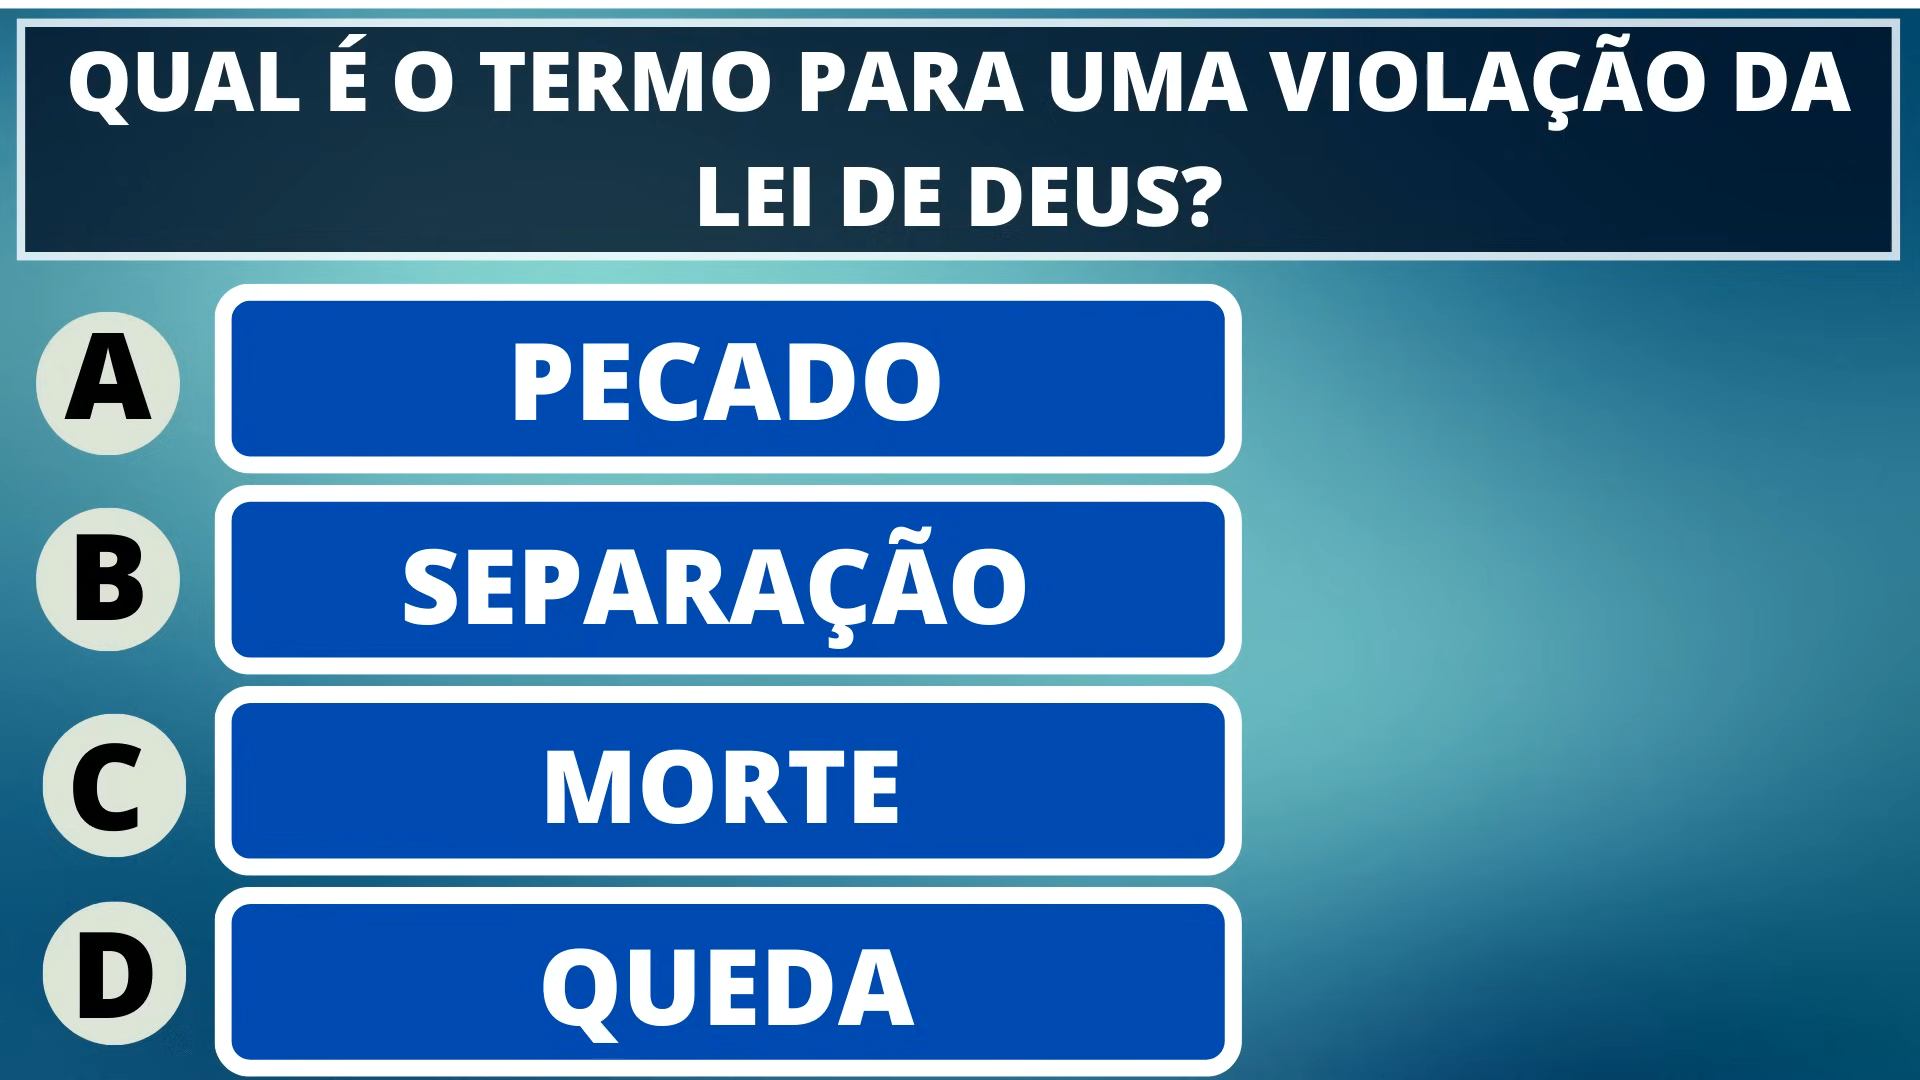 QUAL É O TERMO PARA UMA VIOLAÇÃO DA
LEI DE DEUS?
A
PECADO
B
SEPARAÇÃO
C
MORTE
D
QUEDA